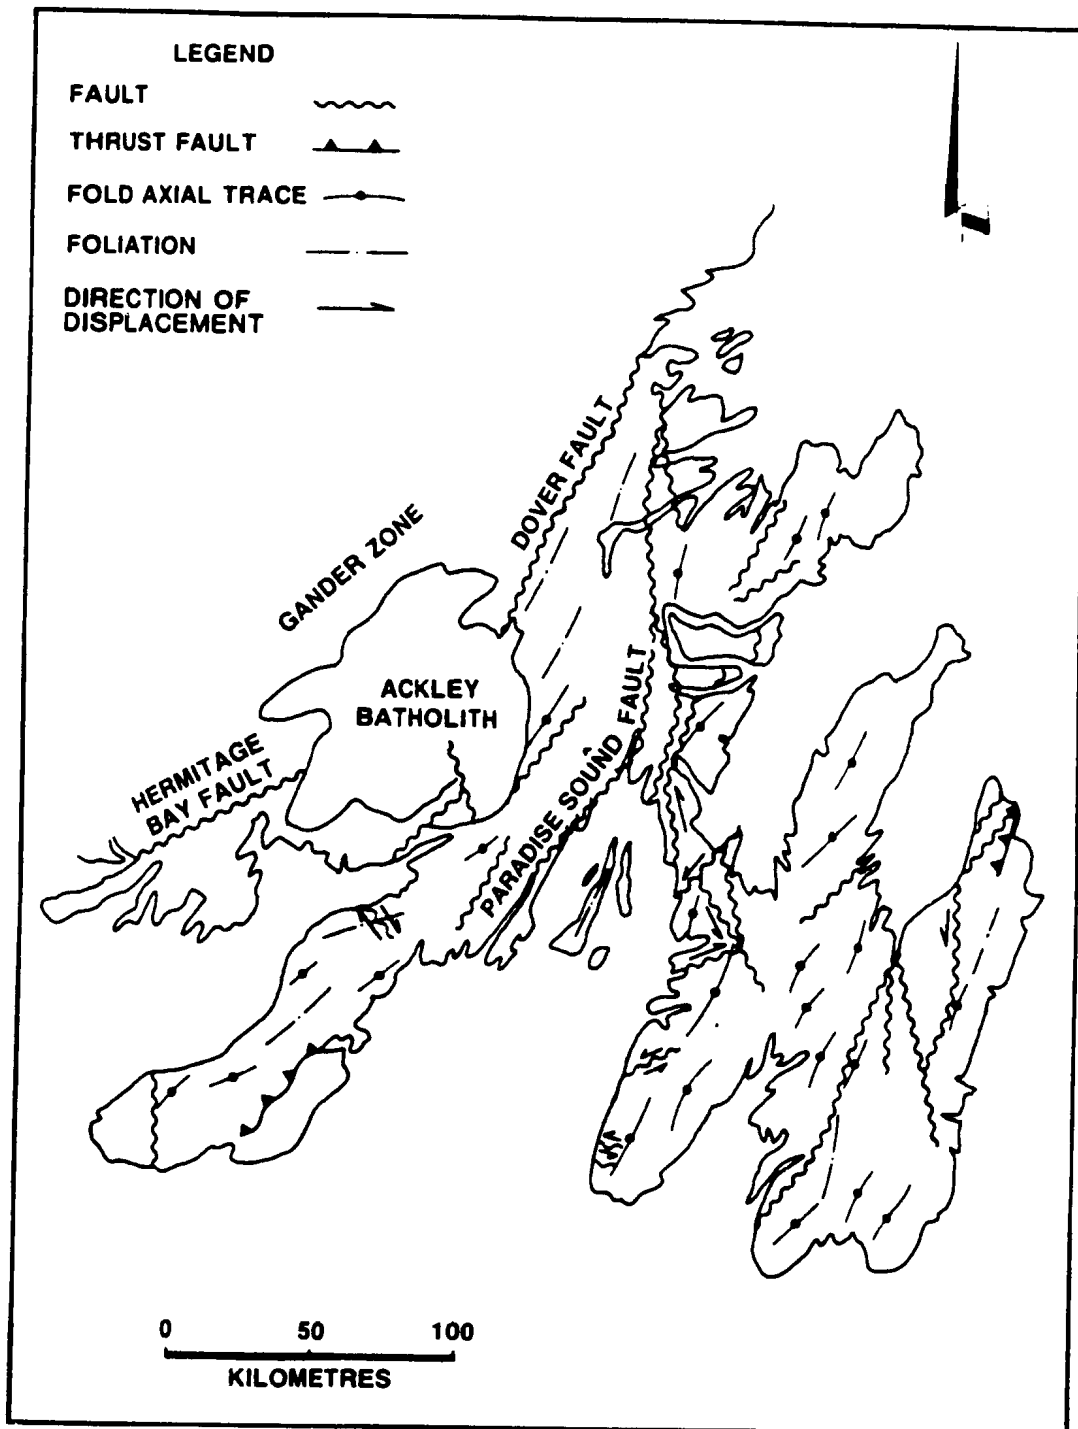 LEGEND
FAULT
THRUST FAULT
FOLD AXIAL TRACE
FOLIATION
DIRECTION OF
DISPLACEMENT
DOVER FAULT
GANDER ZONE
ACKLEY
BATHOLITH
HERMITAGE
BAY FAULT
PARADISE SOUND FAULT
0 50 100
KILOMETRES